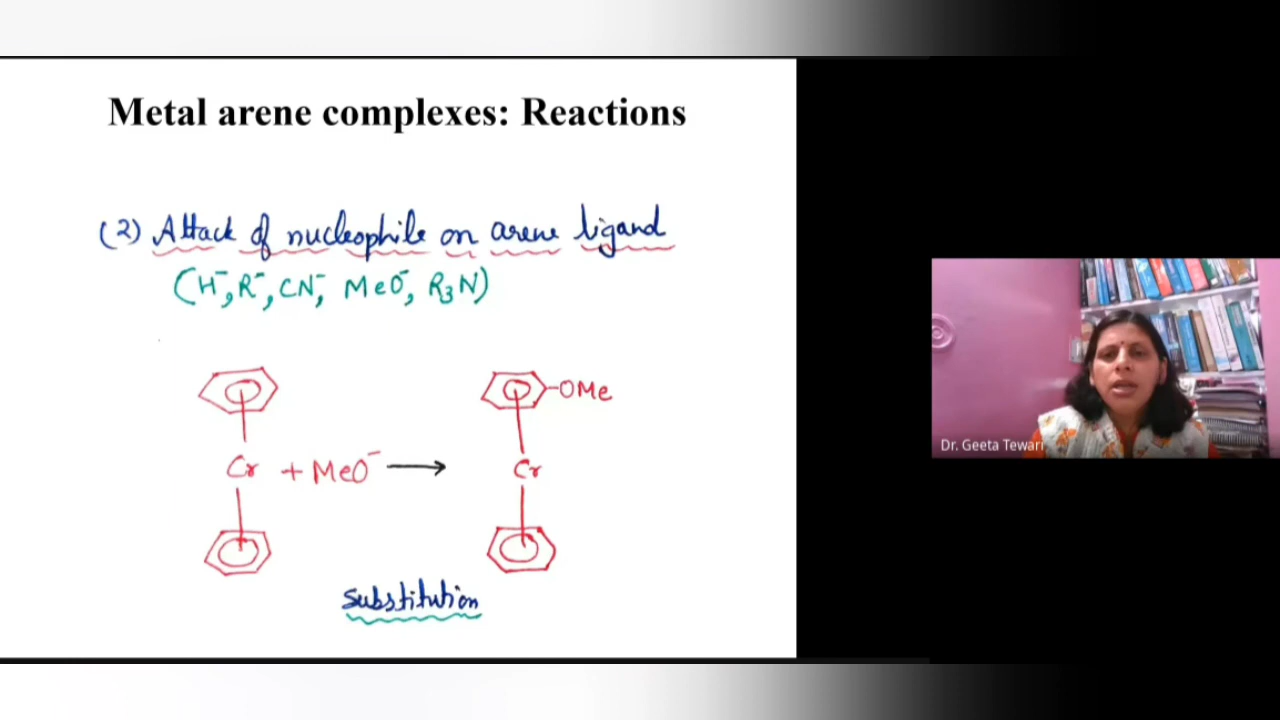 Metal arene complexes: Reactions
(2) Attack of nucleophile on arene ligand
(H⁻, R⁻, CN⁻, MeO⁻, R₃N)
-OMe
Cr + MeO⁻ → Cr
Substitution
Dr. Geeta Tewari